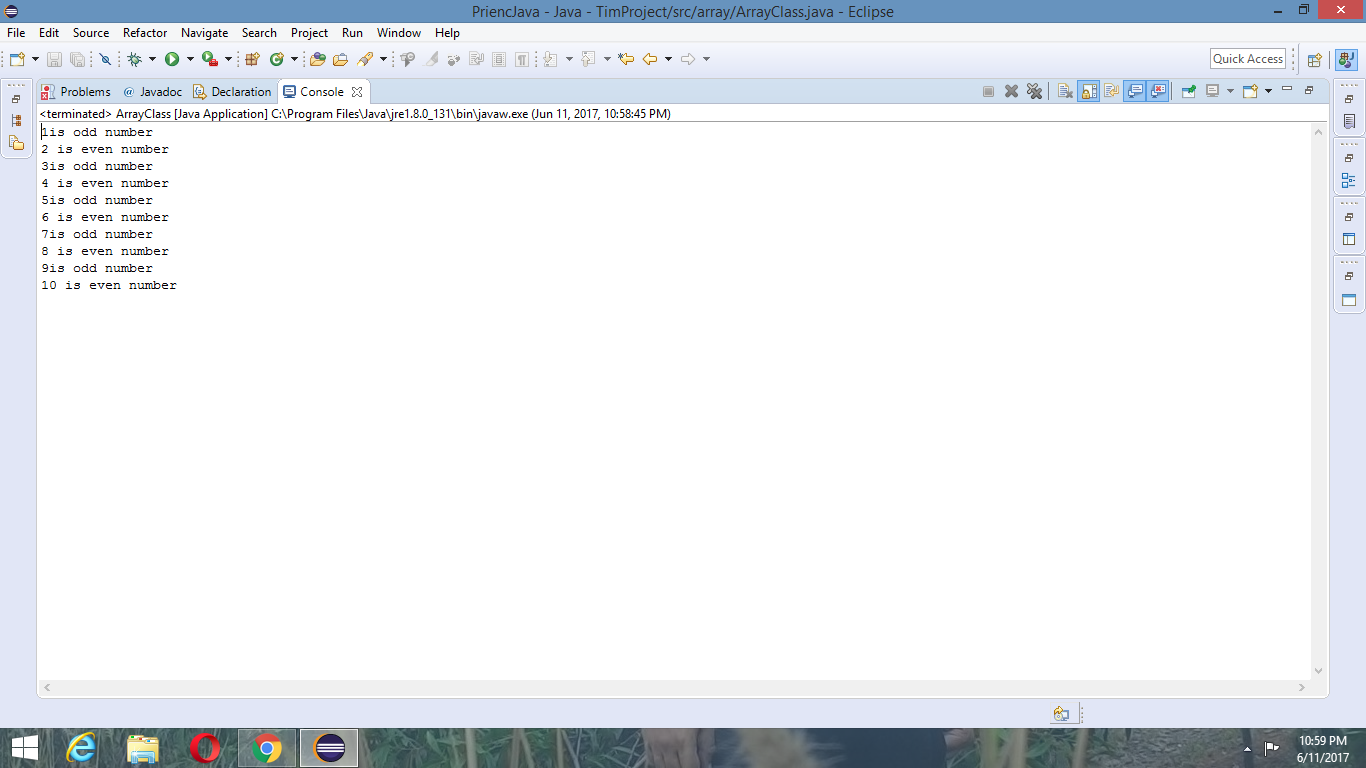 PriencJava - Java - TimProject/src/array/ArrayClass.java - Eclipse
File Edit Source Refactor Navigate Search Project Run Window Help
Quick Access
Problems @ Javadoc Declaration Console
<terminated> ArrayClass [Java Application] C:\Program Files\Java\jre1.8.0_131\bin\javaw.exe (Jun 11, 2017, 10:58:45 PM)
1is odd number
2 is even number
3is odd number
4 is even number
5is odd number
6 is even number
7is odd number
8 is even number
9is odd number
10 is even number
10:59 PM
6/11/2017